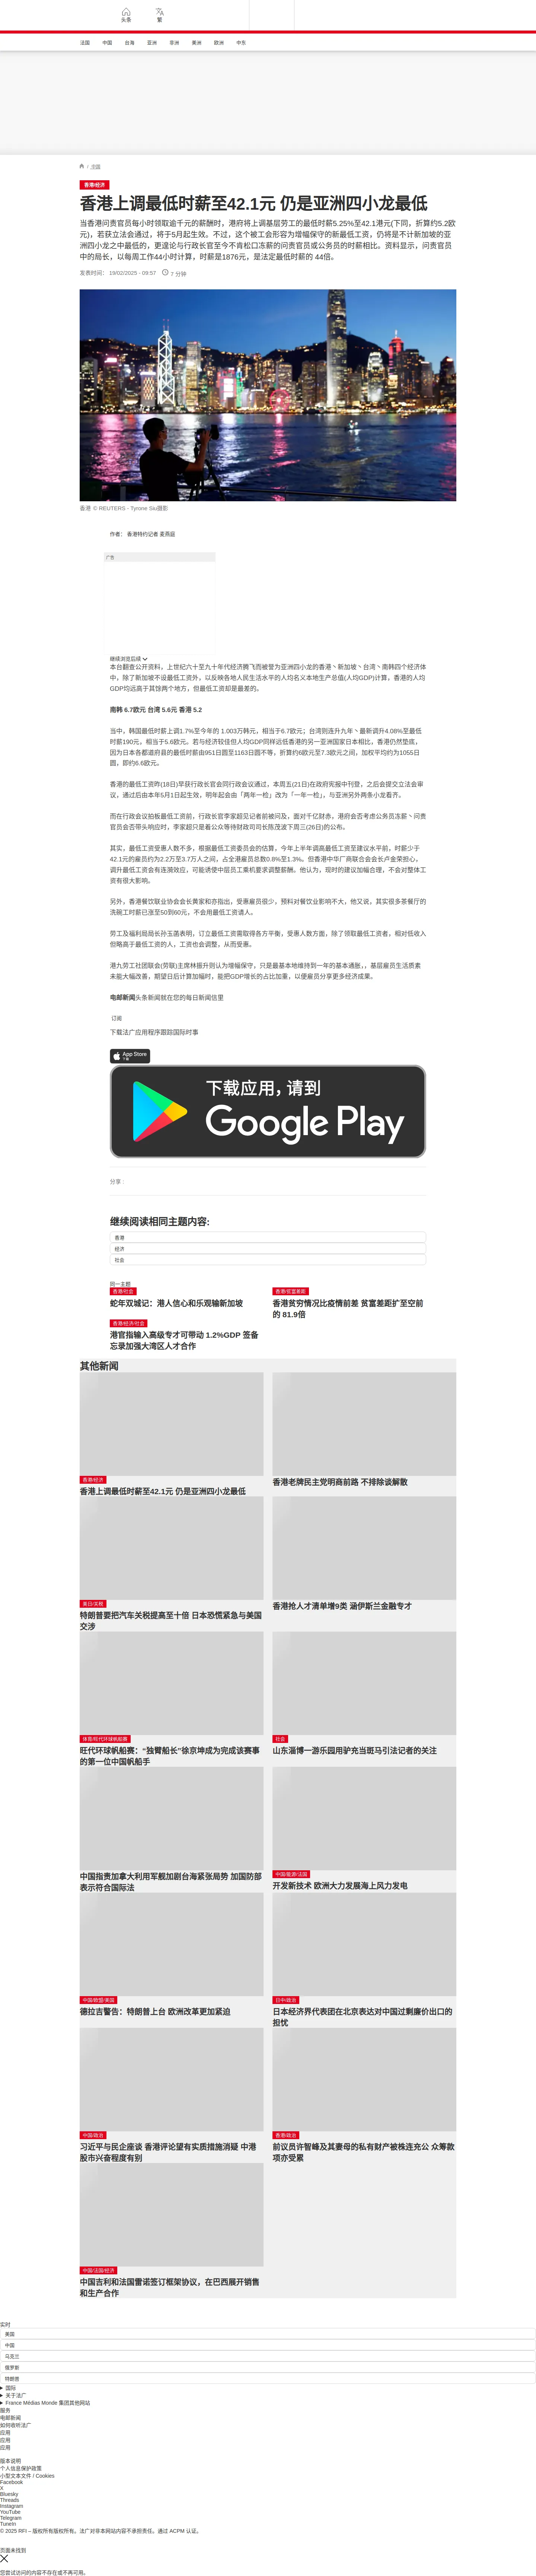 头条
繁
法国
中国
台海
亚洲
非洲
美洲
欧洲
中东
/ 中国
香港/经济
香港上调最低时薪至42.1元 仍是亚洲四小龙最低
当香港问责官员每小时领取逾千元的薪酬时，港府将上调基层劳工的最低时薪5.25%至42.1港元(下同，折算约5.2欧
元)，若获立法会通过，将于5月起生效。不过，这个被工会形容为增幅保守的新最低工资，仍将是不计新加坡的亚
洲四小龙之中最低的，更遑论与行政长官至今不肯松口冻薪的问责官员或公务员的时薪相比。资料显示，问责官员
中的长官，以每周工作44小时计算，时薪是1876元，是法定最低时薪的 44倍。
发表时间： 19/02/2025 - 09:57
7 分钟
香港 © REUTERS - Tyrone Siu摄影
作者： 香港特约记者 麦燕庭
广告
继续浏览后续
本台翻查公开资料，上世纪六十至九十年代经济腾飞而被誉为亚洲四小龙的香港丶新加坡丶台湾丶南韩四个经济体
中，除了新加坡不设最低工资外，以反映各地人民生活水平的人均名义本地生产总值(人均GDP)计算，香港的人均
GDP均远高于其馀两个地方，但最低工资却是最差的。
南韩 6.7欧元 台湾 5.6元 香港 5.2
当中，韩国最低时薪上调1.7%至今年的 1.003万韩元，相当于6.7欧元；台湾则连升九年丶最新调升4.08%至最低
时薪190元，相当于5.6欧元。若与经济较佳但人均GDP同样远低香港的另一亚洲国家日本相比，香港仍然垫底，
因为日本各都道府县的最低时薪由951日圆至1163日圆不等，折算约6欧元至7.3欧元之间，加权平均约为1055日
圆，即约6.6欧元。
香港的最低工资昨(18日)早获行政长官会同行政会议通过，本周五(21日)在政府宪报中刊登，之后会提交立法会审
议，通过后由本年5月1日起生效，明年起会由「两年一检」改为「一年一检」，与亚洲另外两条小龙看齐。
而在行政会议拍板最低工资前，行政长官李家超见记者前被问及，面对千亿财赤，港府会否考虑公务员冻薪丶问责
官员会否带头响应时，李家超只是着公众等待财政司司长陈茂波下周三(26日)的公布。
其实，最低工资受惠人数不多，根据最低工资委员会的估算，今年上半年调高最低工资至建议水平前，时薪少于
42.1元的雇员约为2.2万至3.7万人之间，占全港雇员总数0.8%至1.3%。但香港中华厂商联合会会长卢金荣担心，
调升最低工资会有连漪效应，可能诱使中层员工乘机要求调整薪酬。他认为，现时的建议加幅合理，不会对整体工
资有很大影响。
另外，香港餐饮联业协会会长黄家和亦指出，受惠雇员很少，预料对餐饮业影响不大，他又说，其实很多茶餐厅的
洗碗工时薪已涨至50到60元，不会用最低工资请人。
劳工及福利局局长孙玉菡表明，订立最低工资需取得各方平衡，受惠人数方面，除了领取最低工资者，相对低收入
但略高于最低工资的人，工资也会调整，从而受惠。
港九劳工社团联会(劳联)主席林振升则认为增幅保守，只是最基本地维持到一年的基本通胀，，基层雇员生活质素
未能大幅改善，期望日后计算加幅时，能把GDP增长的占比加重，以便雇员分享更多经济成果。
电邮新闻头条新闻就在您的每日新闻信里
订阅
下载法广应用程序跟踪国际时事
App Store
下载
下载应用，请到
Google Play
分享 :
继续阅读相同主题内容:
香港
经济
社会
同一主题
香港/社会
蛇年双城记：港人信心和乐观输新加坡
香港/贫富差距
香港贫穷情况比疫情前差 贫富差距扩至空前
的 81.9倍
香港/经济/社会
港官指输入高级专才可带动 1.2%GDP 签备
忘录加强大湾区人才合作
其他新闻
香港/经济
香港上调最低时薪至42.1元 仍是亚洲四小龙最低
香港老牌民主党明商前路 不排除谈解散
美日/关税
特朗普要把汽车关税提高至十倍 日本恐慌紧急与美国
交涉
香港抢人才清单增9类 涵伊斯兰金融专才
体育/旺代环球帆船赛
旺代环球帆船赛：“独臂船长”徐京坤成为完成该赛事
的第一位中国帆船手
社会
山东淄博一游乐园用驴充当斑马引法记者的关注
中国指责加拿大利用军舰加剧台海紧张局势 加国防部
表示符合国际法
中国/能源/法国
开发新技术 欧洲大力发展海上风力发电
中国/欧盟/美国
德拉吉警告：特朗普上台 欧洲改革更加紧迫
日中/政治
日本经济界代表团在北京表达对中国过剩廉价出口的
担忧
中国/政治
习近平与民企座谈 香港评论望有实质措施消疑 中港
股市兴奋程度有别
香港/政治
前议员许智峰及其妻母的私有财产被株连充公 众筹款
项亦受累
中国/法国/经济
中国吉利和法国雷诺签订框架协议，在巴西展开销售
和生产合作
实时
美国
中国
乌克兰
俄罗斯
特朗普
国际
关于法广
France Médias Monde 集团其他网站
服务
电邮新闻
如何收听法广
应用
应用
应用
版本说明
个人信息保护政策
小型文本文件 / Cookies
Facebook
X
Bluesky
Threads
Instagram
YouTube
Telegram
TuneIn
© 2025 RFI – 版权所有版权所有。法广对非本网站内容不承担责任。通过 ACPM 认证。
页面未找到
您尝试访问的内容不存在或不再可用。